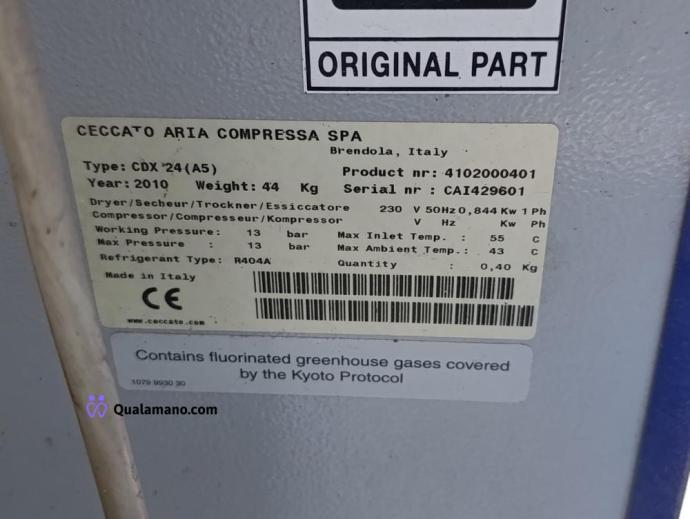 ORIGINAL PART
CECCATO ARIA COMPRESSA SPA
Brendola, Italy
Type: CDX 24(A5) Product nr: 4102000401
Year: 2010 Weight: 44 Kg Serial nr : CAI429601
Dryer/Secheur/Trockner/Essiccatore 230 V 50Hz 0,844 Kw 1 Ph
Compressor/Compresseur/Kompressor V Hz Kw Ph
Working Pressure: 13 bar Max Inlet Temp. : 55 C
Max Pressure : 13 bar Max Ambient Temp.: 43 C
Refrigerant Type: R404A Quantity : 0,40 Kg
Made in Italy
CE
www.ceccato.com
Contains fluorinated greenhouse gases covered
by the Kyoto Protocol
1079 9930 30
Qualamano.com